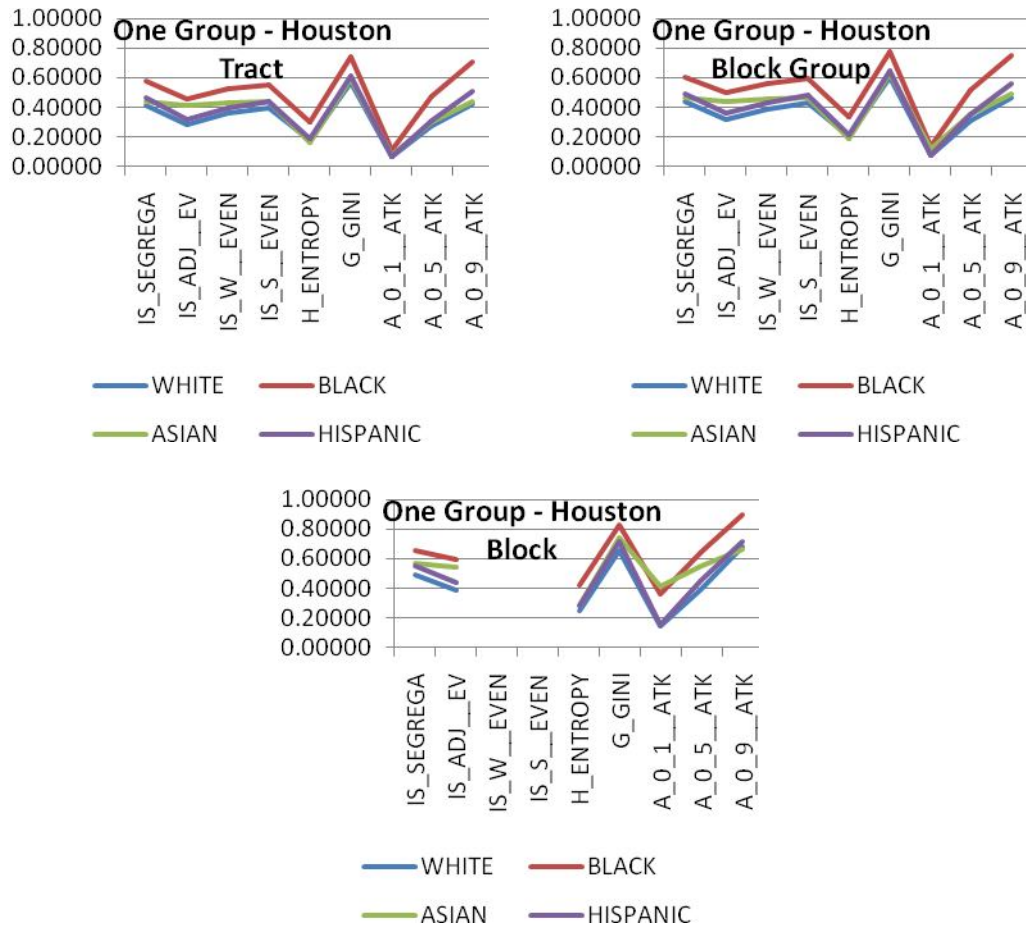 One Group - Houston
Tract
1.00000
0.80000
0.60000
0.40000
0.20000
0.00000
IS_SEGREGA
IS_ADJ__EV
IS_W__EVEN
IS_S__EVEN
H_ENTROPY
G_GINI
A_0_1__ATK
A_0_5__ATK
A_0_9__ATK
WHITE BLACK
ASIAN HISPANIC
One Group - Houston
Block Group
1.00000
0.80000
0.60000
0.40000
0.20000
0.00000
IS_SEGREGA
IS_ADJ__EV
IS_W__EVEN
IS_S__EVEN
H_ENTROPY
G_GINI
A_0_1__ATK
A_0_5__ATK
A_0_9__ATK
WHITE BLACK
ASIAN HISPANIC
One Group - Houston
Block
1.00000
0.80000
0.60000
0.40000
0.20000
0.00000
IS_SEGREGA
IS_ADJ__EV
IS_W__EVEN
IS_S__EVEN
H_ENTROPY
G_GINI
A_0_1__ATK
A_0_5__ATK
A_0_9__ATK
WHITE BLACK
ASIAN HISPANIC